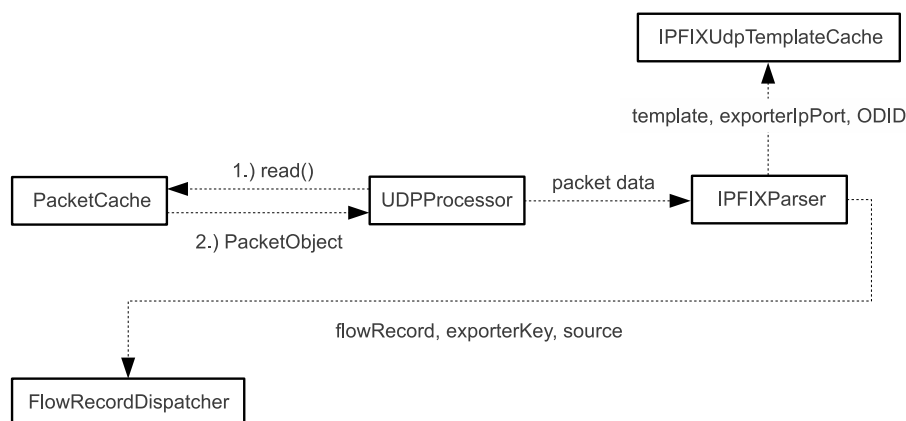 IPFIXUdpTemplateCache
template, exporterIpPort, ODID
1.) read()
PacketCache
UDPProcessor
packet data
IPFIXParser
2.) PacketObject
flowRecord, exporterKey, source
FlowRecordDispatcher